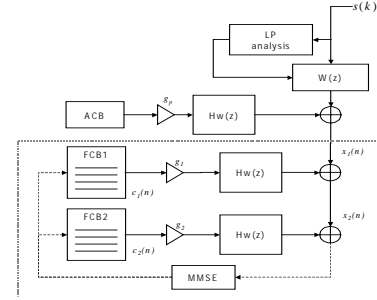 s(k)
LP
analysis
W(z)
g_p
ACB
Hw(z)
x_1(n)
FCB1
g_1
Hw(z)
c_1(n)
x_2(n)
FCB2
g_2
Hw(z)
c_2(n)
MMSE